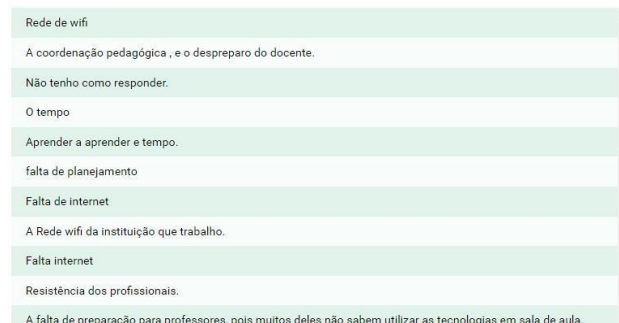 Rede de wifi
A coordenação pedagógica , e o despreparo do docente.
Não tenho como responder.
O tempo
Aprender a aprender e tempo.
falta de planejamento
Falta de internet
A Rede wifi da instituição que trabalho.
Falta internet
Resistência dos profissionais.
A falta de preparação para professores, pois muitos deles não sabem utilizar as tecnologias em sala de aula.